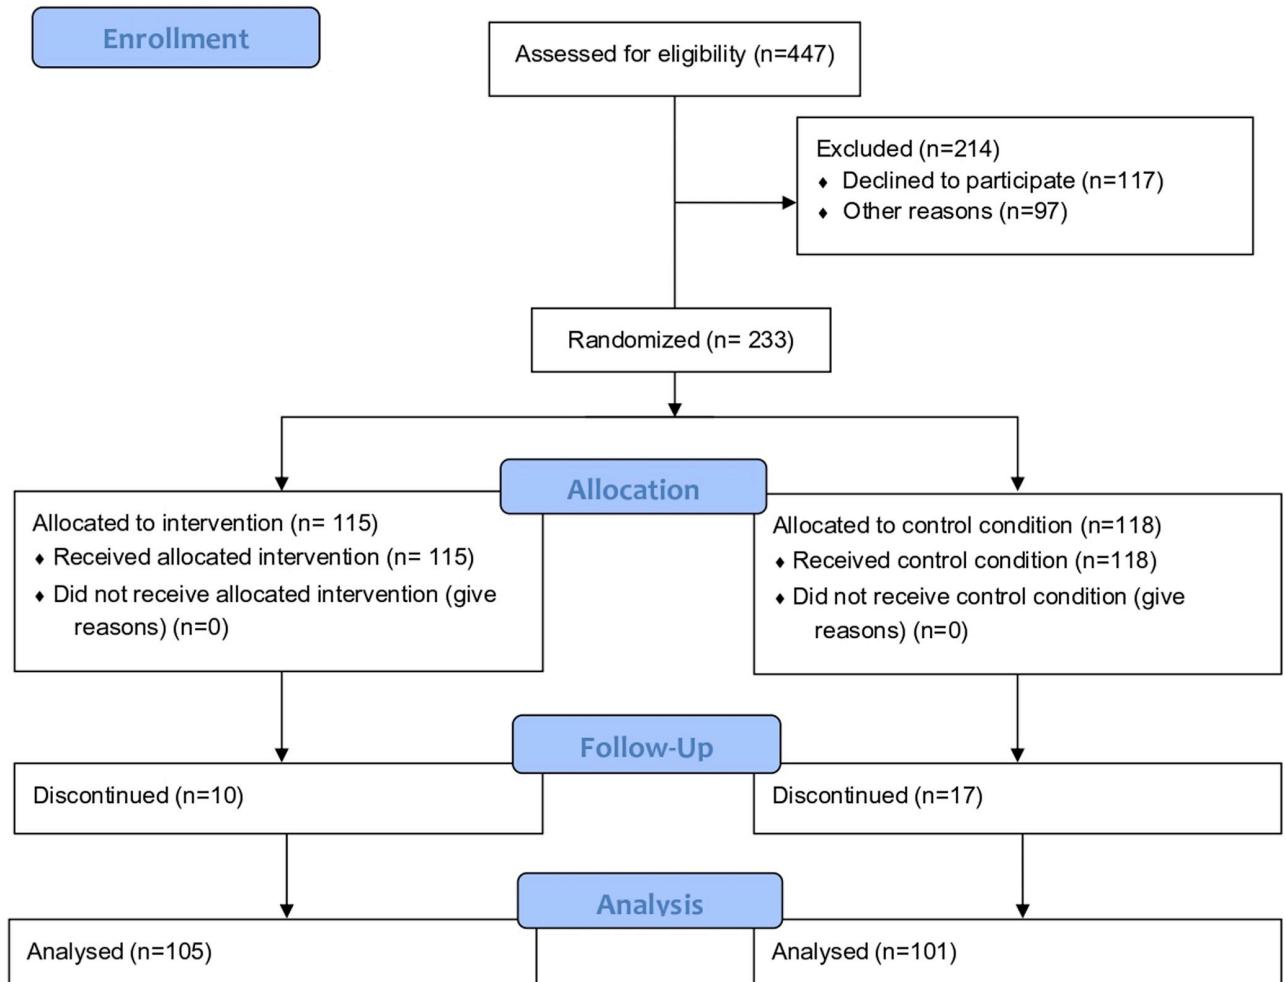 Enrollment
Assessed for eligibility (n=447)
Excluded (n=214)
♦ Declined to participate (n=117)
♦ Other reasons (n=97)
Randomized (n= 233)
Allocation
Allocated to intervention (n= 115)
♦ Received allocated intervention (n= 115)
♦ Did not receive allocated intervention (give
reasons) (n=0)
Allocated to control condition (n=118)
♦ Received control condition (n=118)
♦ Did not receive control condition (give
reasons) (n=0)
Follow-Up
Discontinued (n=10)
Discontinued (n=17)
Analysis
Analysed (n=105)
Analysed (n=101)